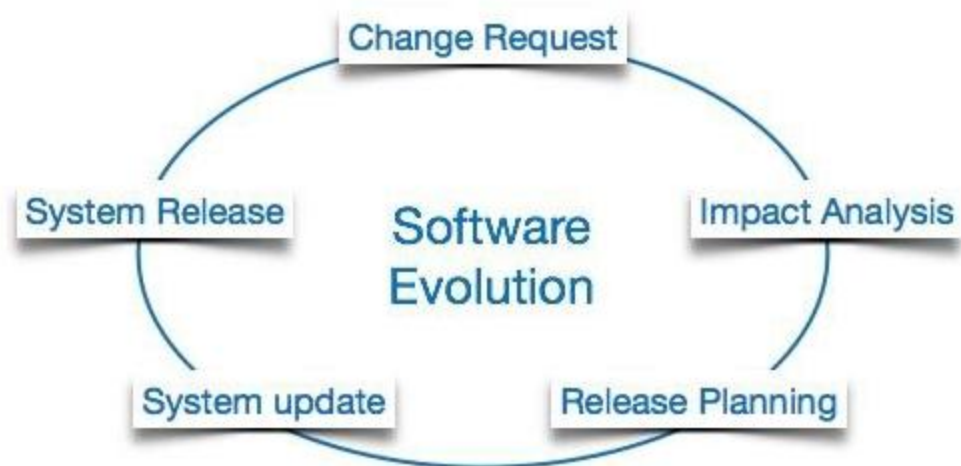 Change Request
System Release
Software
Evolution
Impact Analysis
System update
Release Planning